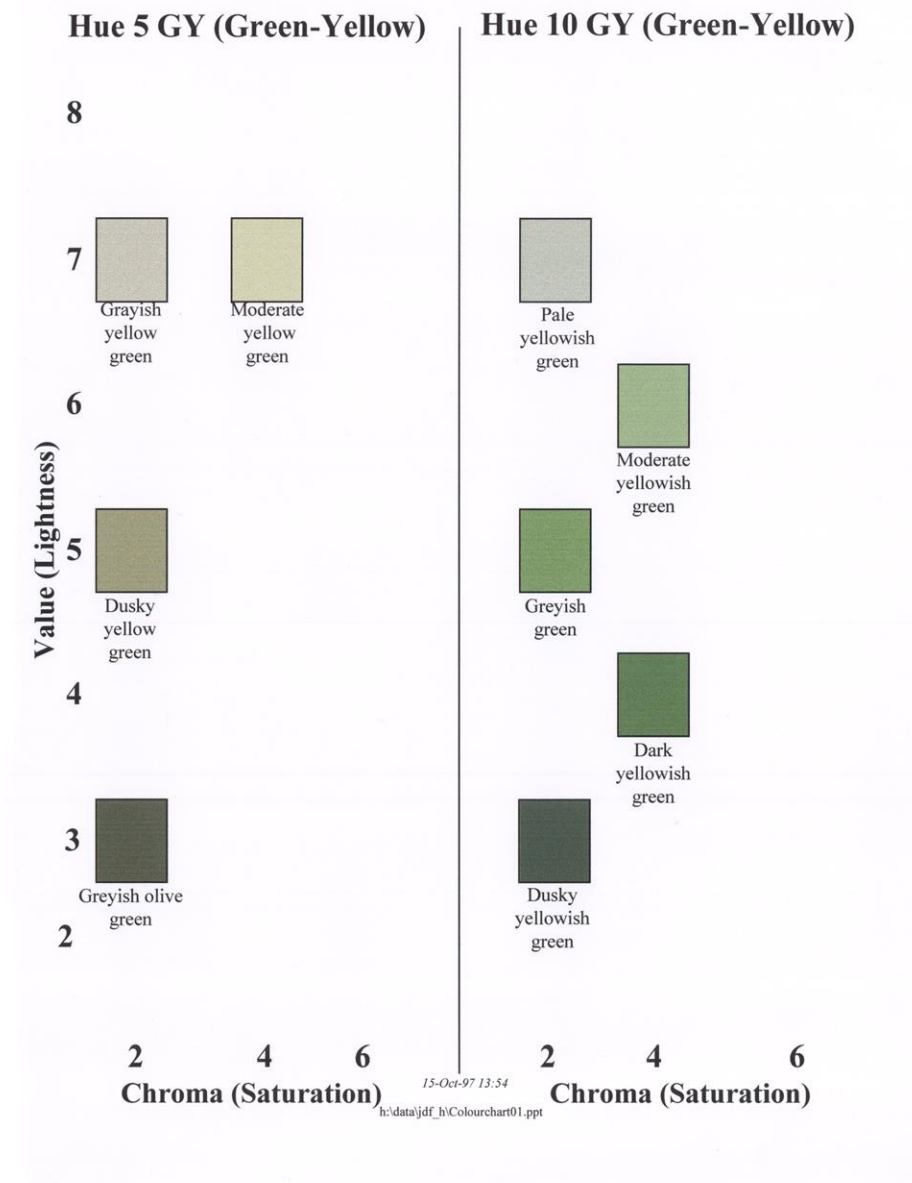 Hue 5 GY (Green-Yellow)
Hue 10 GY (Green-Yellow)
8
7
Grayish
yellow
green
Moderate
yellow
green
Pale
yellowish
green
6
Moderate
yellowish
green
Value (Lightness)
5
Dusky
yellow
green
Greyish
green
4
Dark
yellowish
green
3
Greyish olive
green
Dusky
yellowish
green
2
2 4 6
2 4 6
Chroma (Saturation)
15-Oct-97 13:54
h:\data\jdf_h\Colourchart01.ppt
Chroma (Saturation)